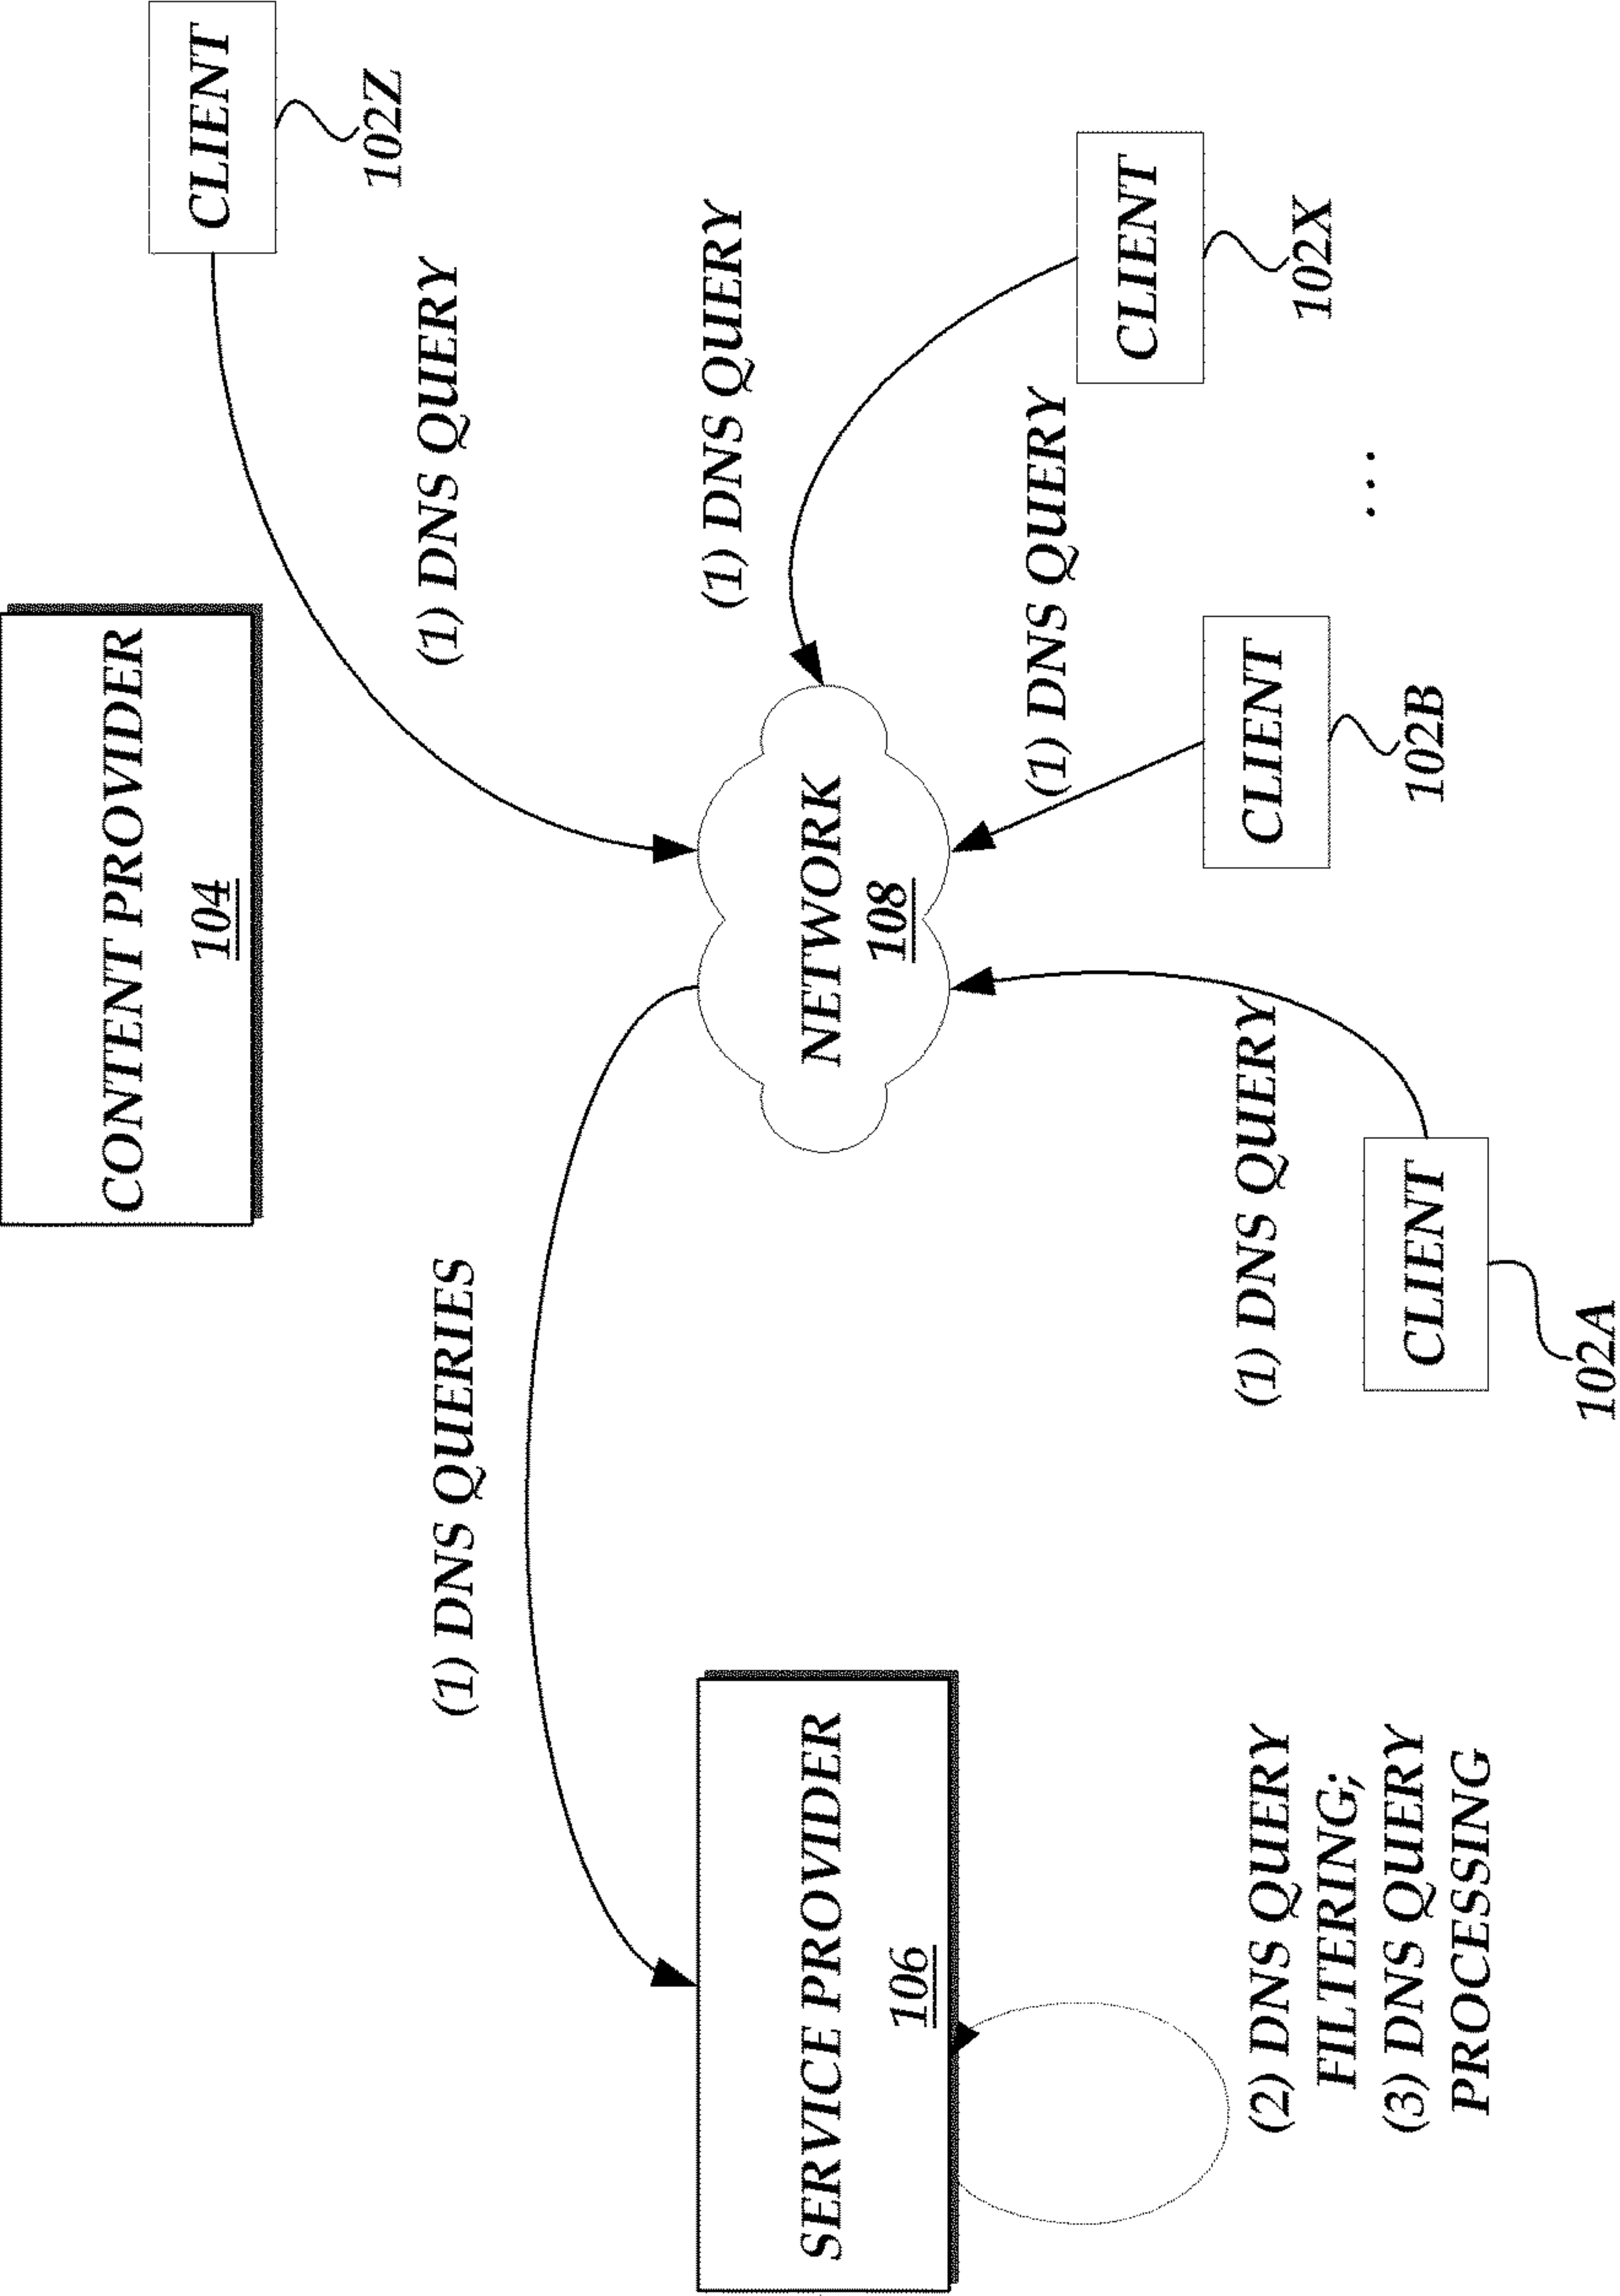 CONTENT PROVIDER
104
CLIENT
102Z
(1) DNS QUERIES
(1) DNS QUERY
(1) DNS QUERY
SERVICE PROVIDER
106
NETWORK
108
(1) DNS QUERY
CLIENT
102X
(2) DNS QUERY
FILTERING;
(3) DNS QUERY
PROCESSING
(1) DNS QUERY
CLIENT
102B
...
CLIENT
102A